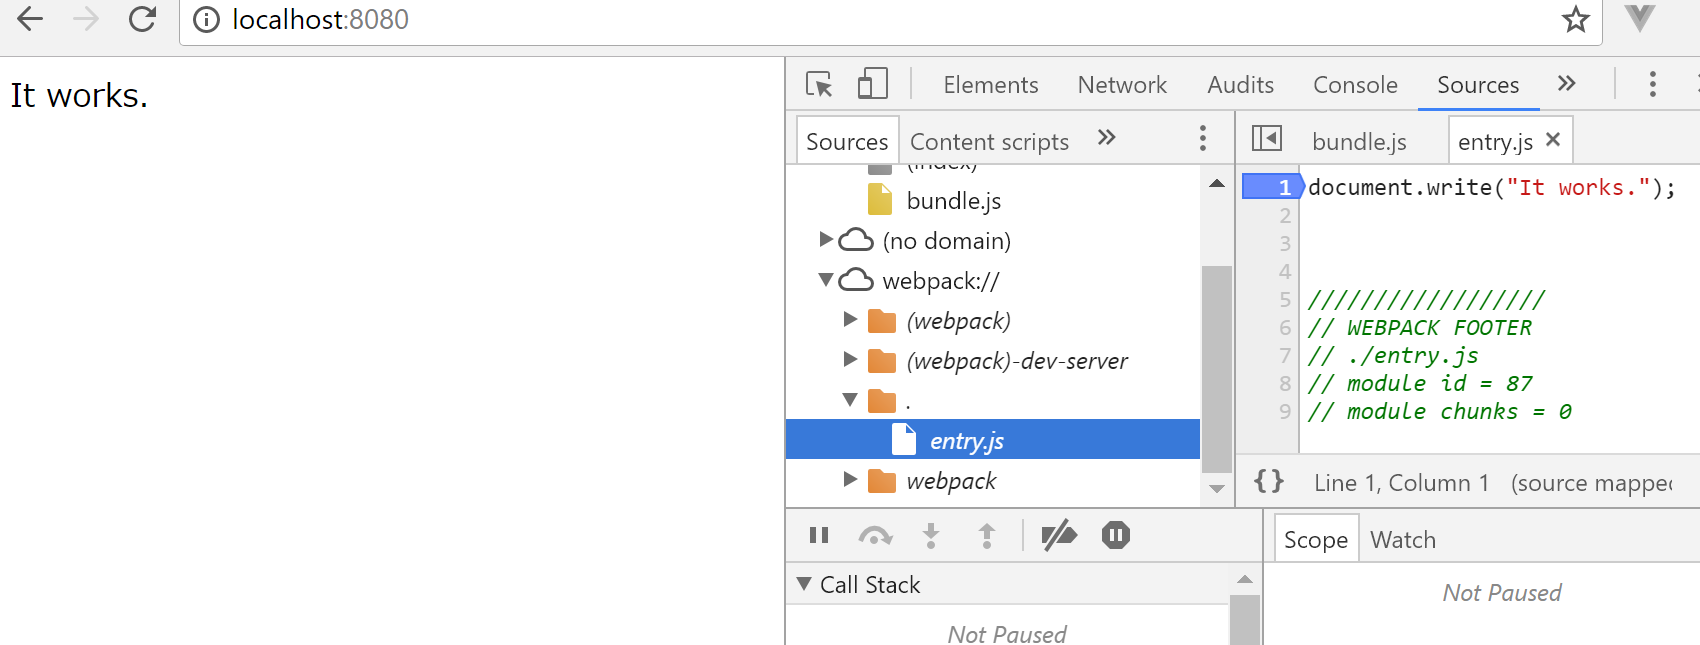 localhost:8080
It works.
Elements Network Audits Console Sources
Sources Content scripts
(index)
bundle.js
(no domain)
webpack://
(webpack)
(webpack)-dev-server
.
entry.js
webpack
bundle.js entry.js
1 document.write("It works.");
2
3
4
5 //////////////////
6 // WEBPACK FOOTER
7 // ./entry.js
8 // module id = 87
9 // module chunks = 0
{} Line 1, Column 1 (source mapped
Call Stack
Not Paused
Scope Watch
Not Paused